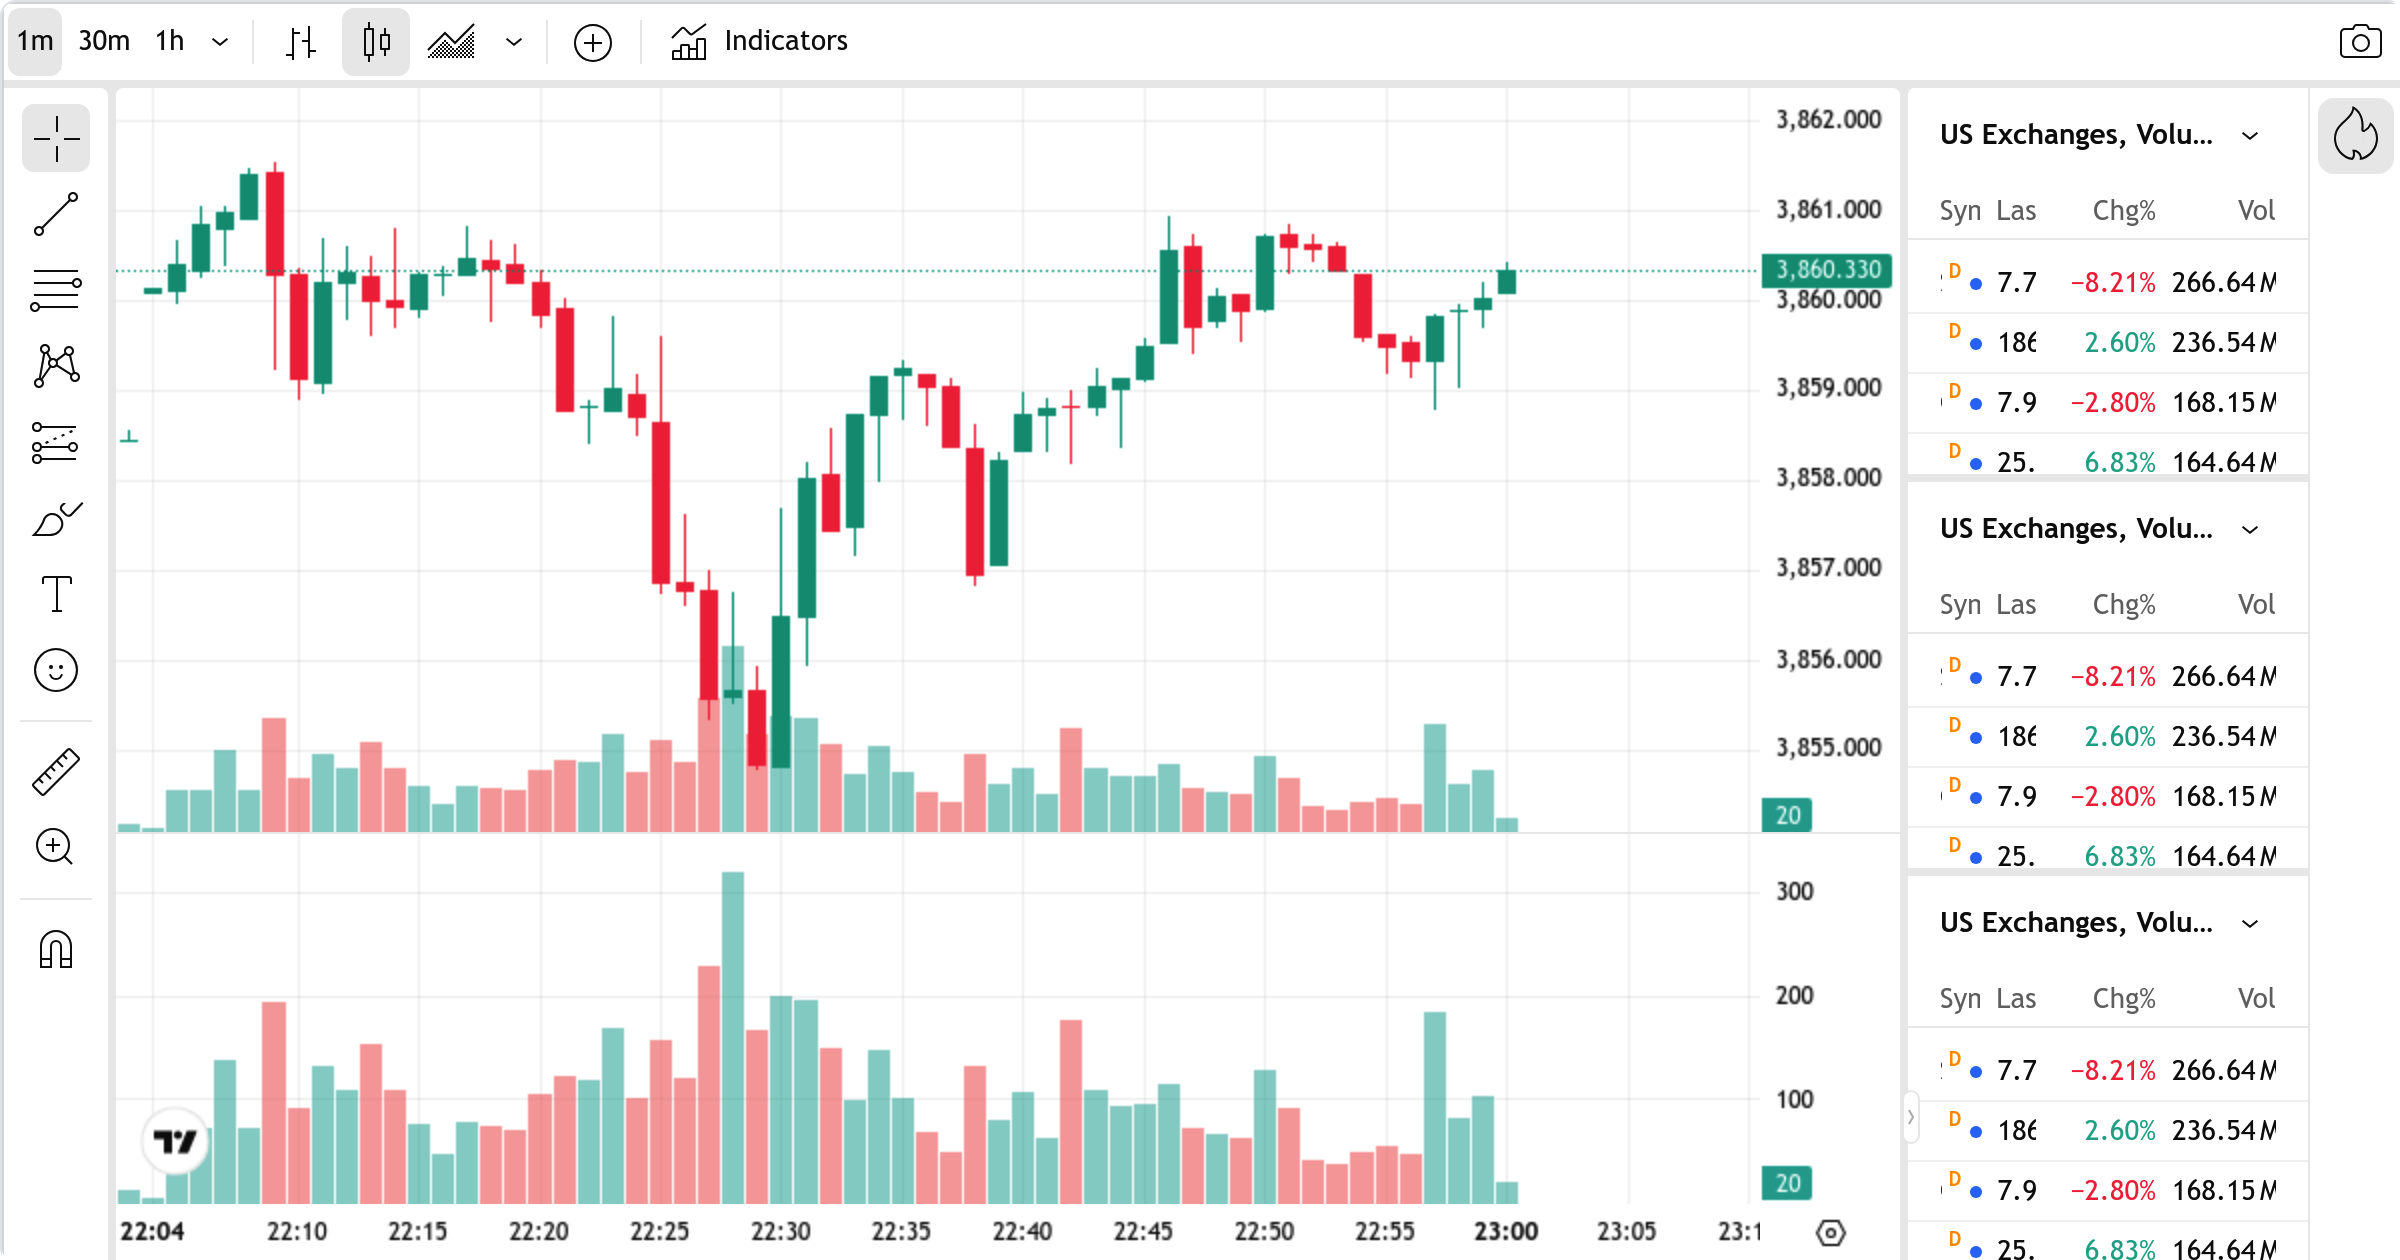 1m 30m 1h Indicators
3,862.000
3,861.000
3,860.330
3,860.000
3,859.000
3,858.000
3,857.000
3,856.000
3,855.000
20
300
200
100
20
22:04 22:10 22:15 22:20 22:25 22:30 22:35 22:40 22:45 22:50 22:55 23:00 23:05 23:1
US Exchanges, Volu...
Syn Las Chg% Vol
D 7.7 −8.21% 266.64M
D 186 2.60% 236.54M
D 7.9 −2.80% 168.15M
D 25. 6.83% 164.64M
US Exchanges, Volu...
Syn Las Chg% Vol
D 7.7 −8.21% 266.64M
D 186 2.60% 236.54M
D 7.9 −2.80% 168.15M
D 25. 6.83% 164.64M
US Exchanges, Volu...
Syn Las Chg% Vol
D 7.7 −8.21% 266.64M
D 186 2.60% 236.54M
D 7.9 −2.80% 168.15M
D 25. 6.83% 164.64M